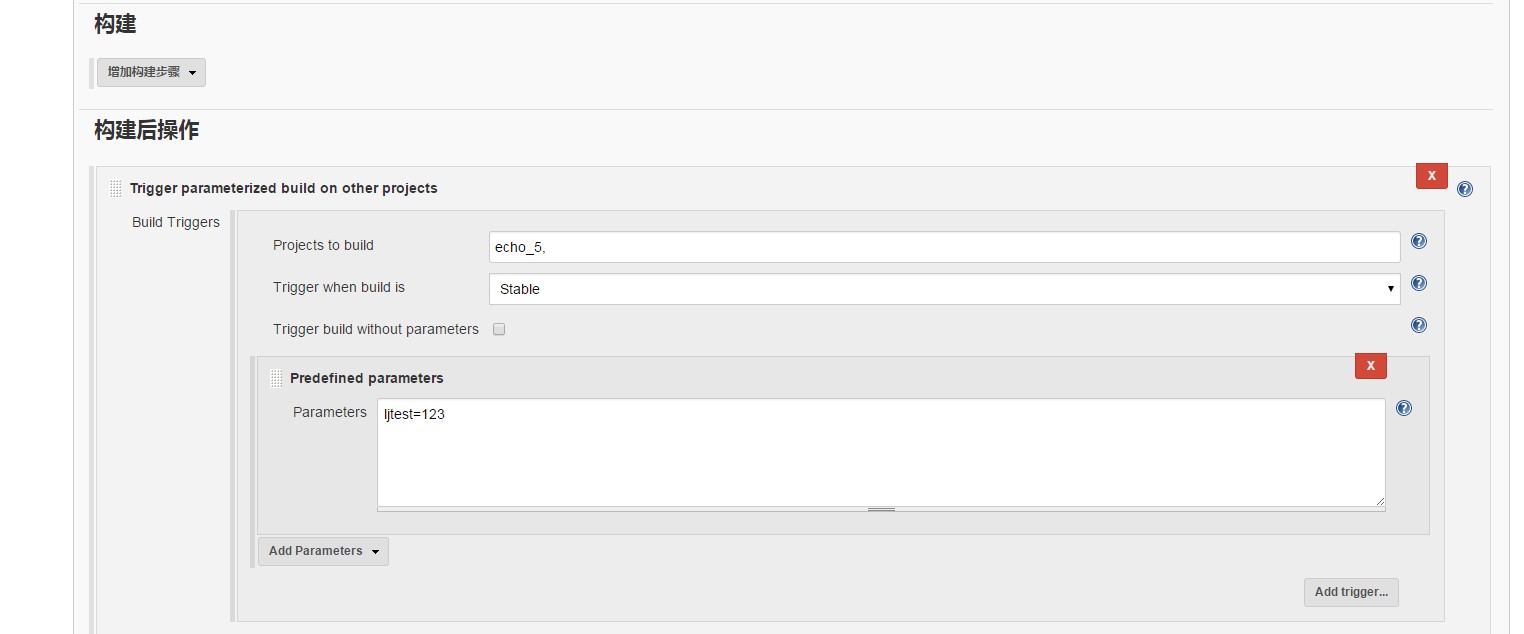 构建
增加构建步骤
构建后操作
X
Trigger parameterized build on other projects
Build Triggers
Projects to build
echo_5,
Trigger when build is
Stable
Trigger build without parameters
X
Predefined parameters
Parameters
ljtest=123
Add Parameters
Add trigger...